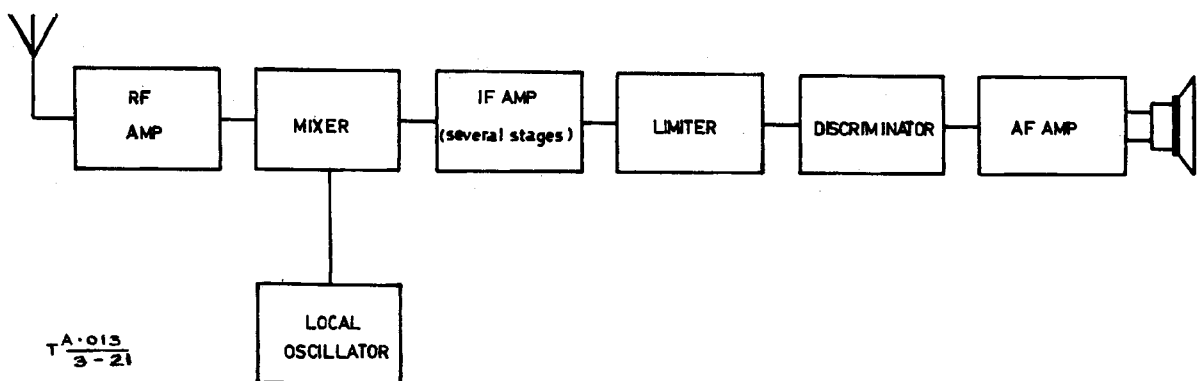 RF
AMP
MIXER
IF AMP
(several stages)
LIMITER
DISCRIMINATOR
AF AMP
LOCAL
OSCILLATOR
T A·013
3-21